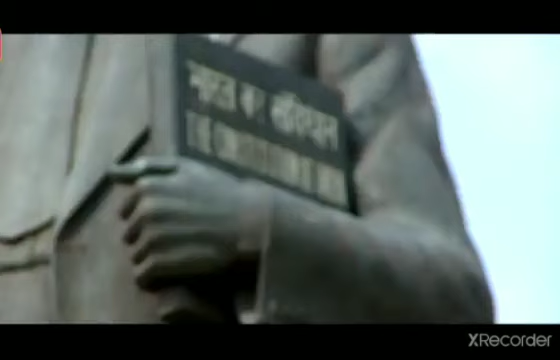 भारत का संविधान
THE CONSTITUTION OF INDIA
XRecorder